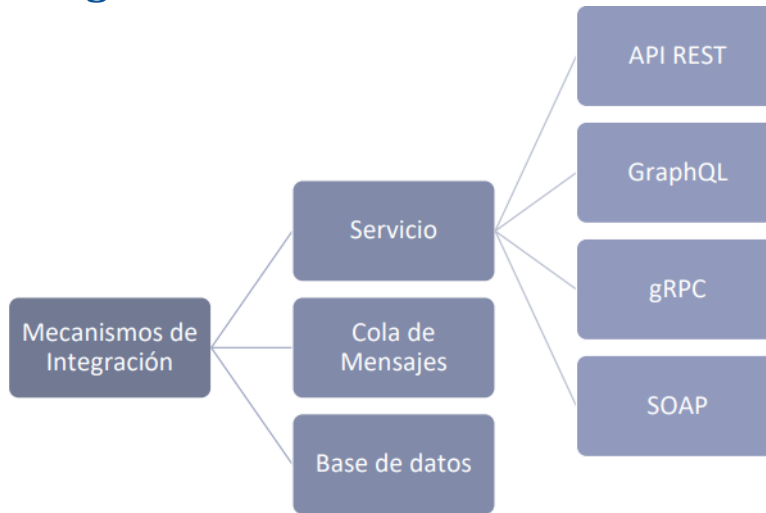 Mecanismos de
Integración
Servicio
Cola de
Mensajes
Base de datos
API REST
GraphQL
gRPC
SOAP